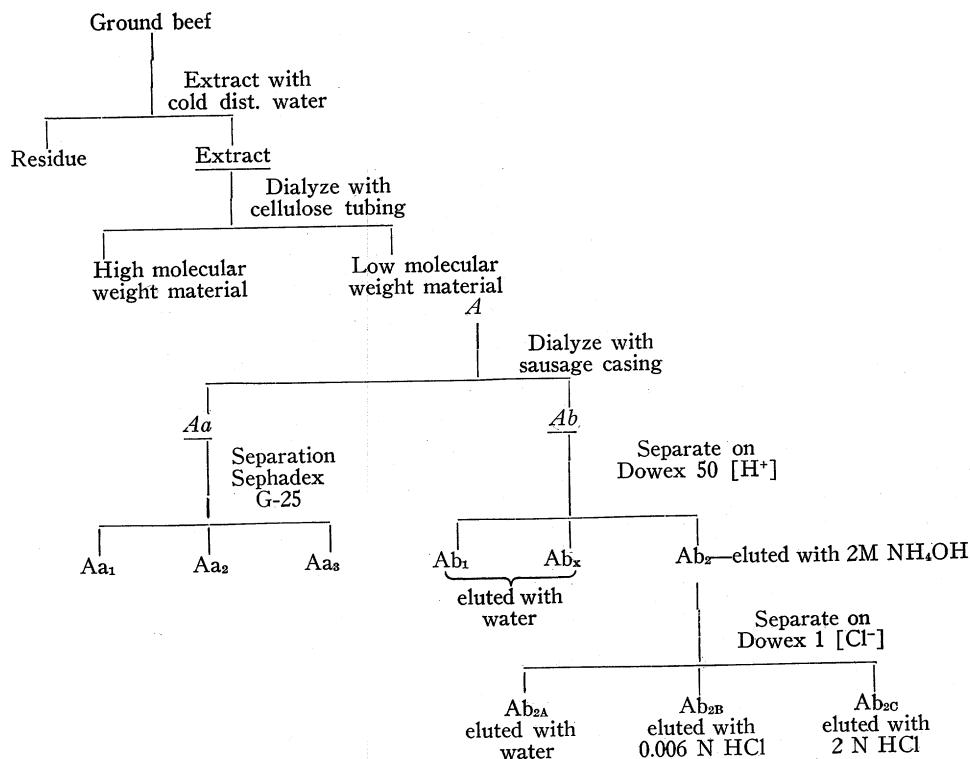 Ground beef
Extract with
cold dist. water
Residue
Extract
Dialyze with
cellulose tubing
High molecular
weight material
Low molecular
weight material
A
Dialyze with
sausage casing
Aa
Ab
Separation
Sephadex
G-25
Separate on
Dowex 50 [H⁺]
Aa₁
Aa₂
Aa₃
Ab₁
Abₓ
Ab₂—eluted with 2M NH₄OH
eluted with
water
Separate on
Dowex 1 [Cl⁻]
Ab2A
eluted with
water
Ab2B
eluted with
0.006 N HCl
Ab2C
eluted with
2 N HCl